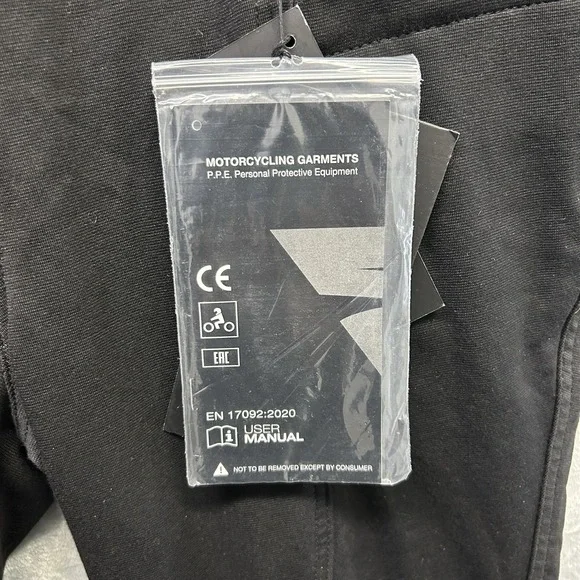 MOTORCYCLING GARMENTS
P.P.E. Personal Protective Equipment
CE
EAC
EN 17092:2020
i USER
MANUAL
! NOT TO BE REMOVED EXCEPT BY CONSUMER